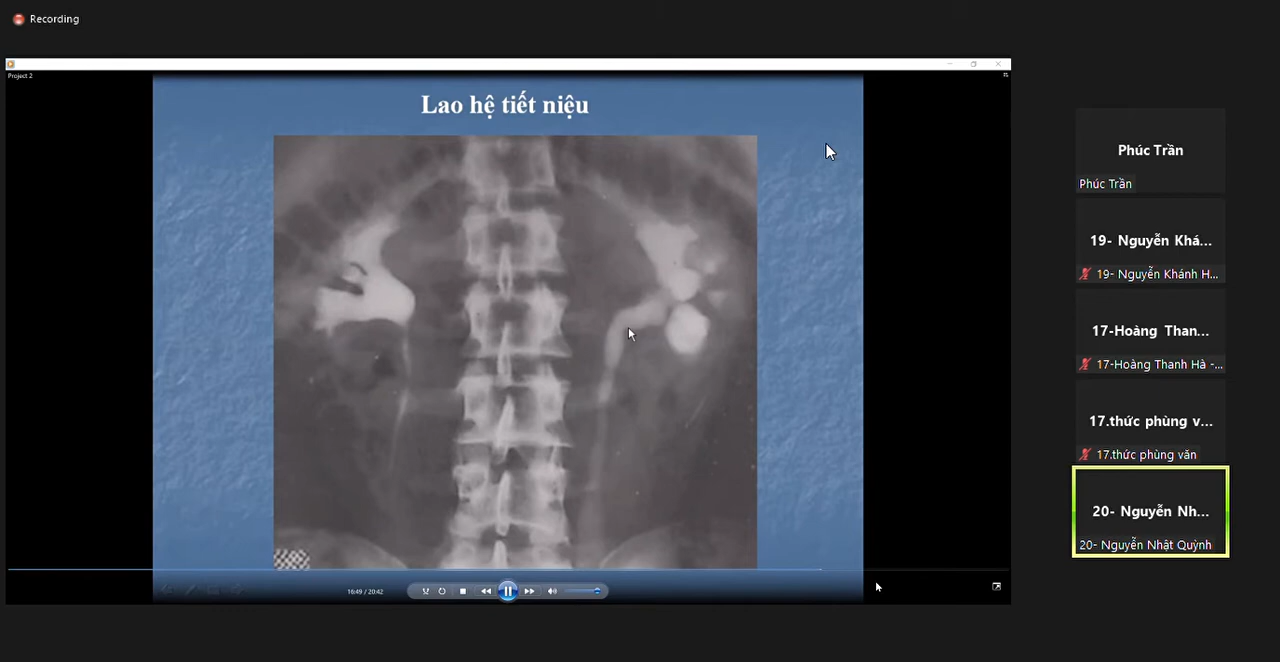 Recording
Project 2
Lao hệ tiết niệu
16:49 / 20:42
Phúc Trần
Phúc Trần
19- Nguyễn Khá...
19- Nguyễn Khánh H...
17-Hoàng Than...
17-Hoàng Thanh Hà -...
17.thức phùng v...
17.thức phùng văn
20- Nguyễn Nh...
20- Nguyễn Nhật Quỳnh